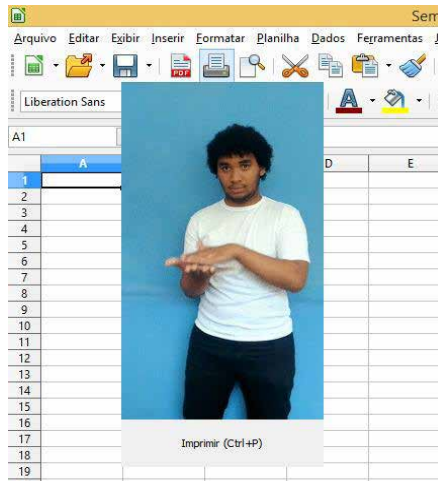 Sem
Arquivo Editar Exibir Inserir Formatar Planilha Dados Ferramentas
PDF
Liberation Sans
A
A1
A D E
1
2
3
4
5
6
7
8
9
10
11
12
13
14
15
16
17
Imprimir (Ctrl+P)
18
19